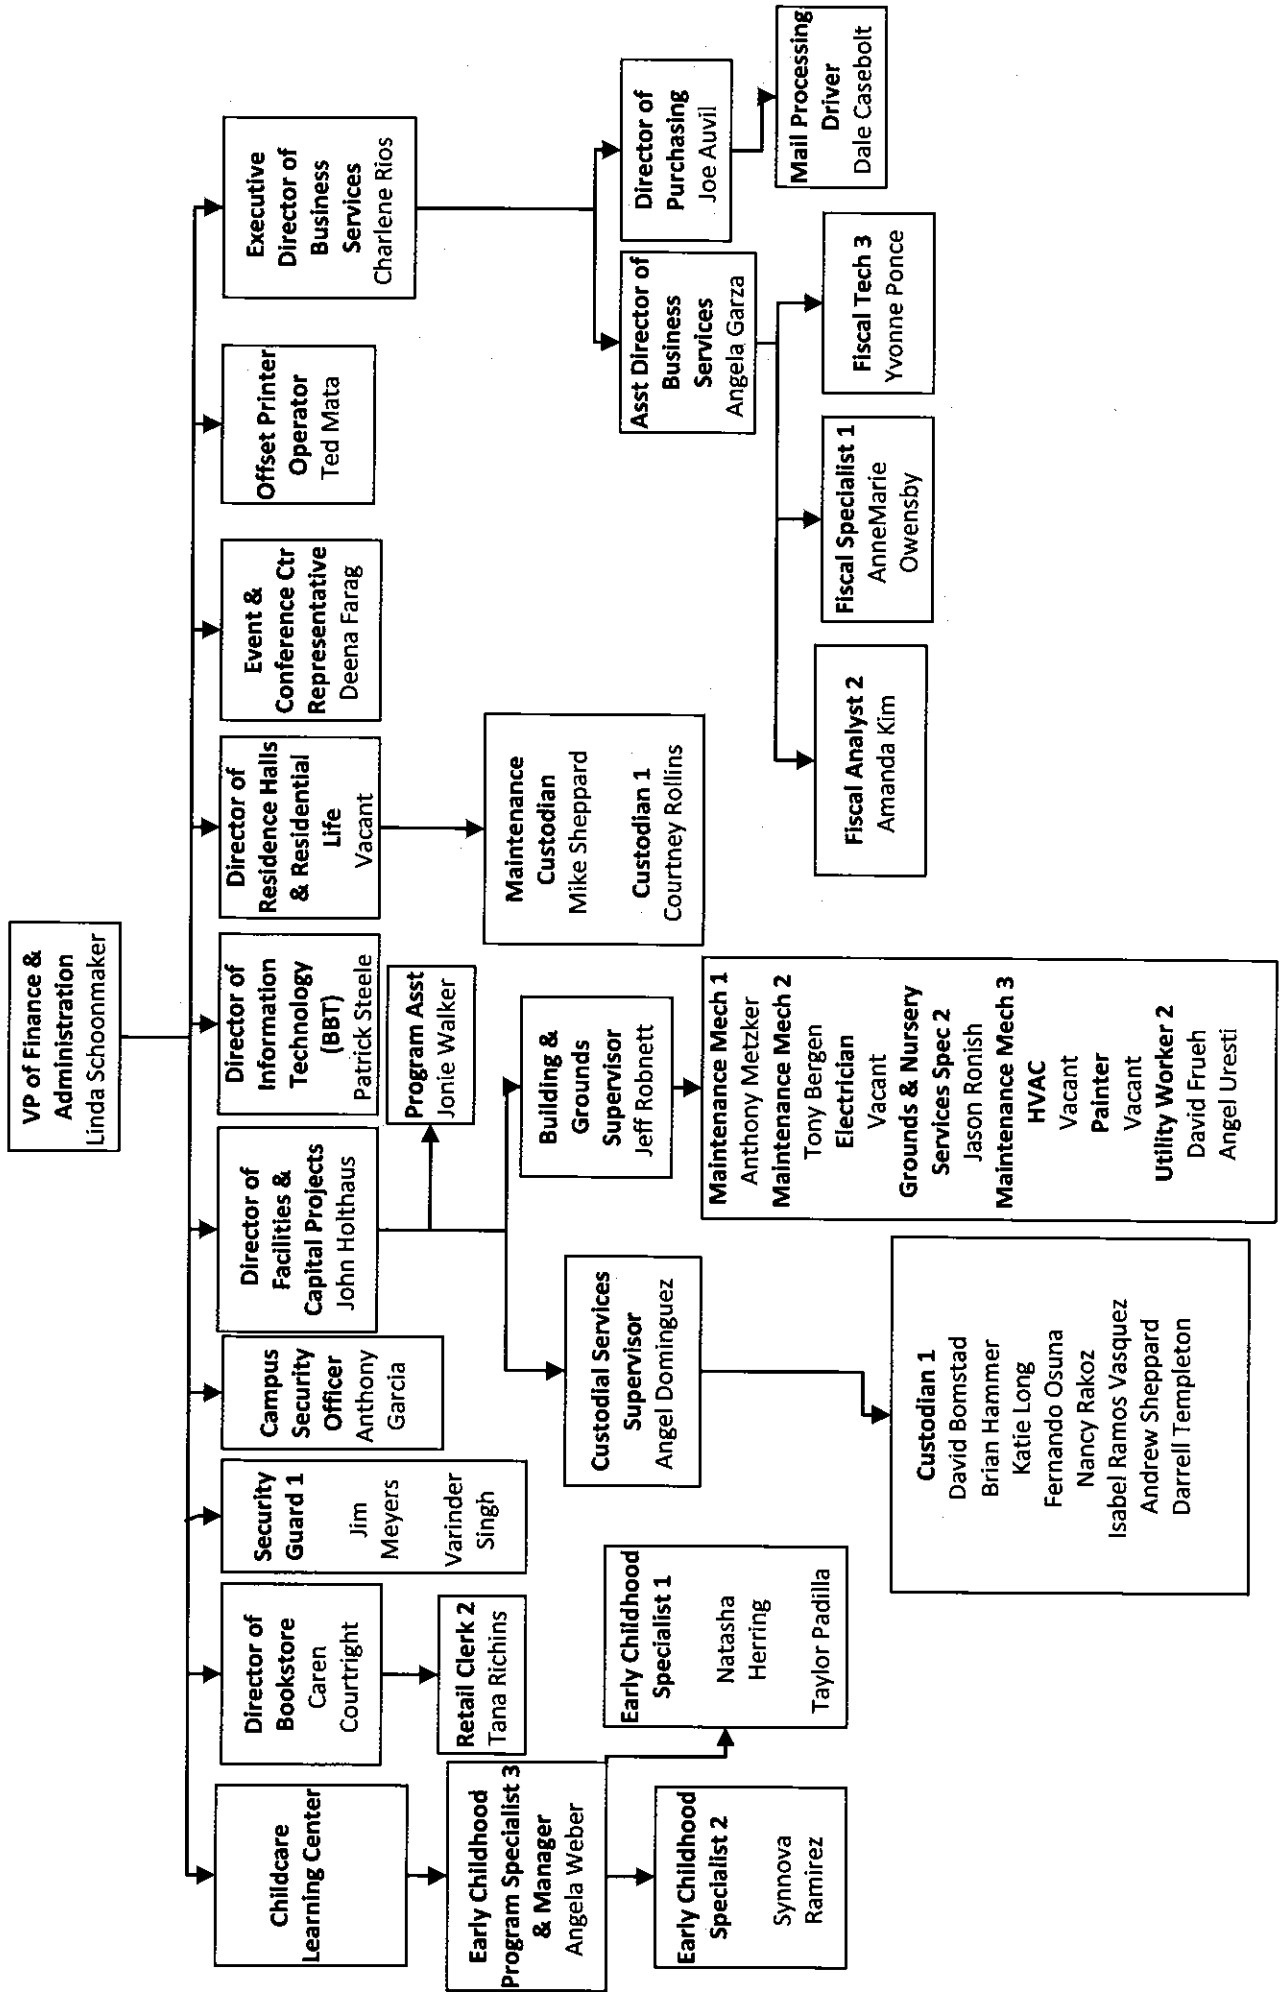 VP of Finance &
Administration
Linda Schoonmaker
Childcare
Learning Center
Director of
Bookstore
Caren
Courtright
Security
Guard 1
Jim
Meyers
Varinder
Singh
Campus
Security
Officer
Anthony
Garcia
Director of
Facilities &
Capital Projects
John Holthaus
Director of
Information
Technology
(BBT)
Patrick Steele
Director of
Residence Halls
& Residential
Life
Vacant
Event &
Conference Ctr
Representative
Deena Farag
Offset Printer
Operator
Ted Mata
Executive
Director of
Business
Services
Charlene Rios
Early Childhood
Program Specialist 3
& Manager
Angela Weber
Retail Clerk 2
Tana Richins
Program Asst
Jonie Walker
Maintenance
Custodian
Mike Sheppard
Custodian 1
Courtney Rollins
Early Childhood
Specialist 2
Synnova
Ramirez
Early Childhood
Specialist 1
Natasha
Herring
Taylor Padilla
Custodial Services
Supervisor
Angel Dominguez
Building &
Grounds
Supervisor
Jeff Robnett
Asst Director of
Business
Services
Angela Garza
Director of
Purchasing
Joe Auvil
Custodian 1
David Bomstad
Brian Hammer
Katie Long
Fernando Osuna
Nancy Rakoz
Isabel Ramos Vasquez
Andrew Sheppard
Darrell Templeton
Maintenance Mech 1
Anthony Metzker
Maintenance Mech 2
Tony Bergen
Electrician
Vacant
Grounds & Nursery
Services Spec 2
Jason Ronish
Maintenance Mech 3
HVAC
Vacant
Painter
Vacant
Utility Worker 2
David Frueh
Angel Uresti
Fiscal Analyst 2
Amanda Kim
Fiscal Specialist 1
AnneMarie
Owensby
Fiscal Tech 3
Yvonne Ponce
Mail Processing
Driver
Dale Casebolt